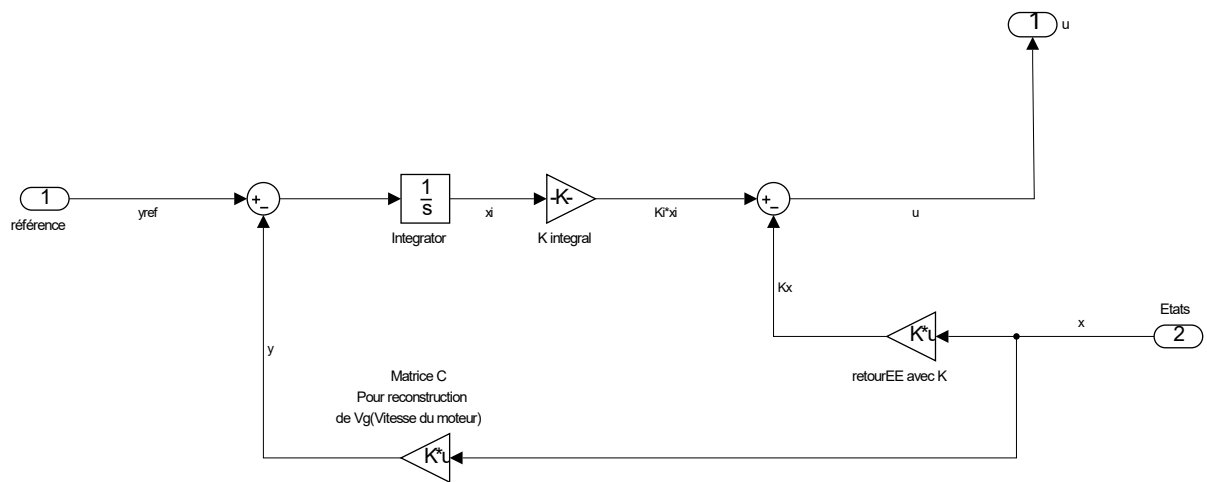 1
u
1
référence
yref
+
−
1
s
Integrator
xi
-K-
K integral
Ki*xi
+
−
u
Kx
Etats
2
x
K*u
retourEE avec K
y
Matrice C
Pour reconstruction
de Vg(Vitesse du moteur)
K*u